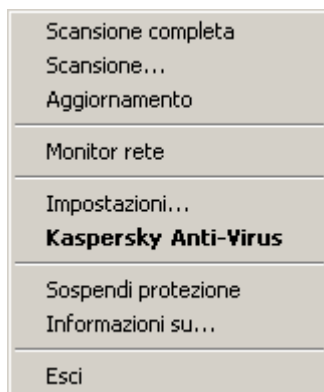 Scansione completa
Scansione...
Aggiornamento
Monitor rete
Impostazioni...
Kaspersky Anti-Virus
Sospendi protezione
Informazioni su...
Esci